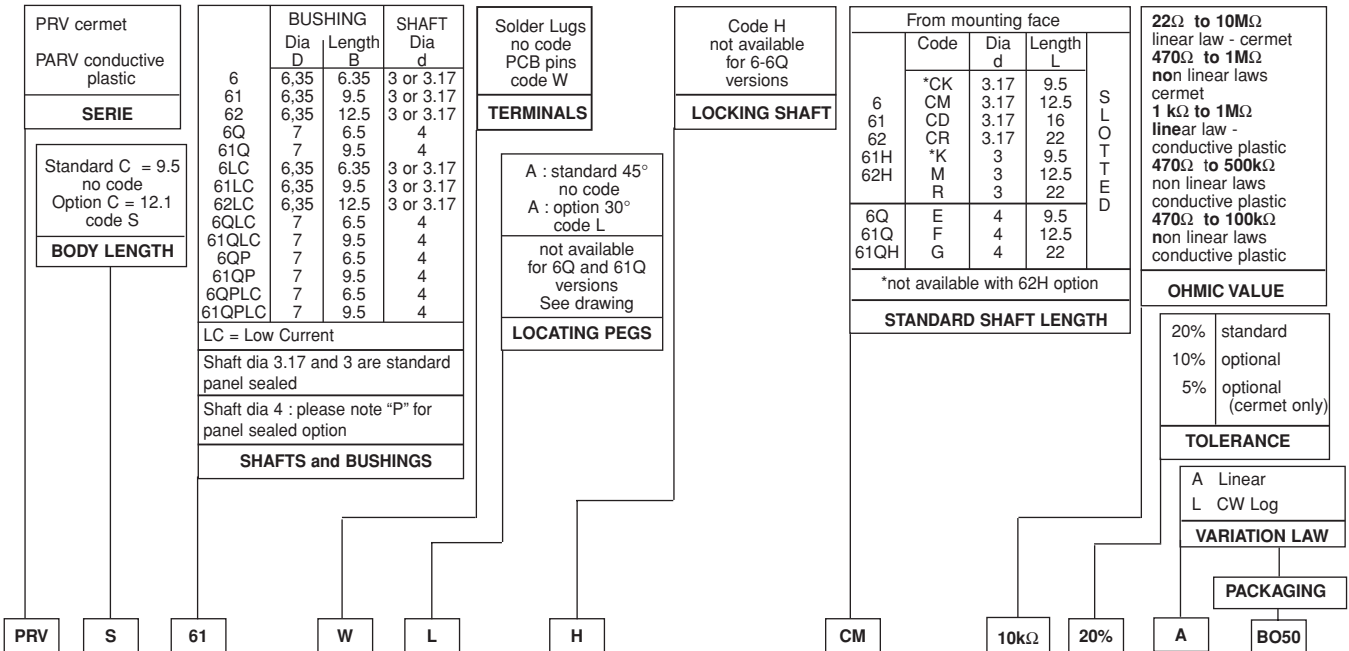 PRV cermet
PARV conductive
plastic
SERIE
Standard C = 9.5
no code
Option C = 12.1
code S
BODY LENGTH
BUSHING SHAFT
Dia Length Dia
D B d
6 6,35 6.35 3 or 3.17
61 6,35 9.5 3 or 3.17
62 6,35 12.5 3 or 3.17
6Q 7 6.5 4
61Q 7 9.5 4
6LC 6,35 6.35 3 or 3.17
61LC 6,35 9.5 3 or 3.17
62LC 6,35 12.5 3 or 3.17
6QLC 7 6.5 4
61QLC 7 9.5 4
6QP 7 6.5 4
61QP 7 9.5 4
6QPLC 7 6.5 4
61QPLC 7 9.5 4
LC = Low Current
Shaft dia 3.17 and 3 are standard
panel sealed
Shaft dia 4 : please note “P” for
panel sealed option
SHAFTS and BUSHINGS
Solder Lugs
no code
PCB pins
code W
TERMINALS
A : standard 45°
no code
A : option 30°
code L
not available
for 6Q and 61Q
versions
See drawing
LOCATING PEGS
Code H
not available
for 6-6Q
versions
LOCKING SHAFT
From mounting face
Code Dia Length
d L
*CK 3.17 9.5
6 CM 3.17 12.5
61 CD 3.17 16
62 CR 3.17 22
61H *K 3 9.5
62H M 3 12.5
R 3 22
SLOTTED
6Q E 4 9.5
61Q F 4 12.5
61QH G 4 22
*not available with 62H option
STANDARD SHAFT LENGTH
22Ω to 10MΩ
linear law - cermet
470Ω to 1MΩ
non linear laws
cermet
1 kΩ to 1MΩ
linear law -
conductive plastic
470Ω to 500kΩ
non linear laws
conductive plastic
470Ω to 100kΩ
non linear laws
conductive plastic
OHMIC VALUE
20% standard
10% optional
5% optional
(cermet only)
TOLERANCE
A Linear
L CW Log
VARIATION LAW
PACKAGING
PRV S 61 W L H CM 10kΩ 20% A BO50